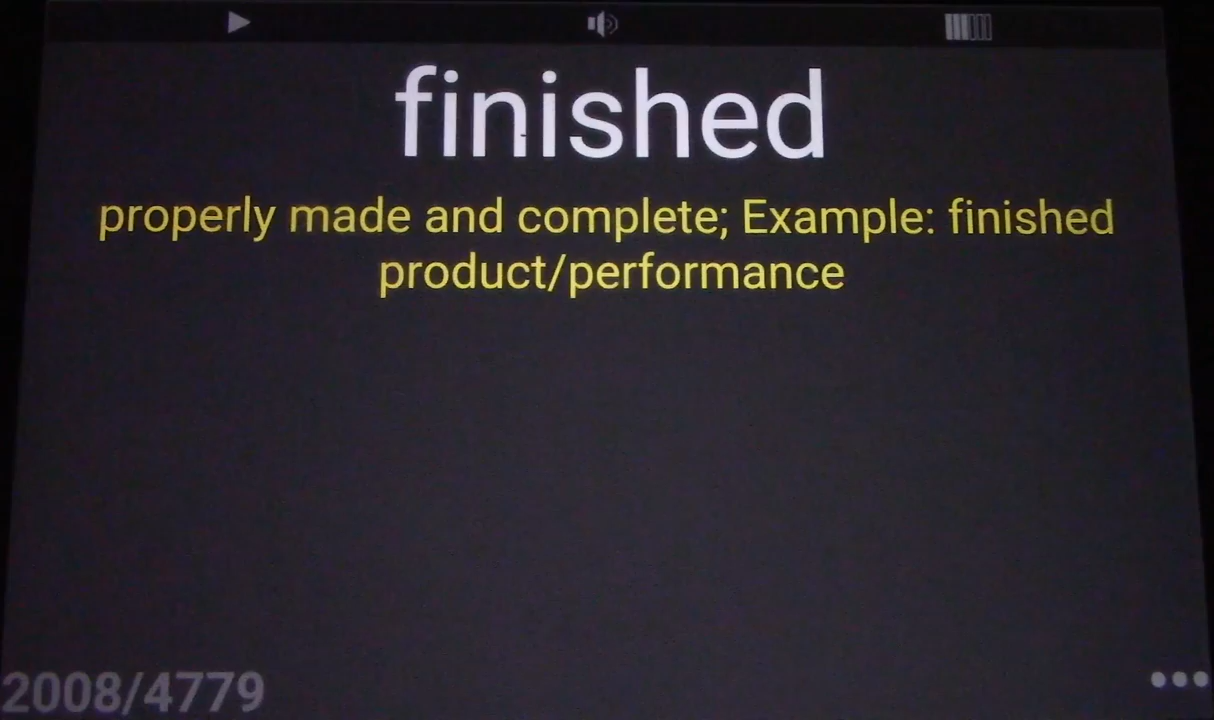 finished
properly made and complete; Example: finished
product/performance
2008/4779